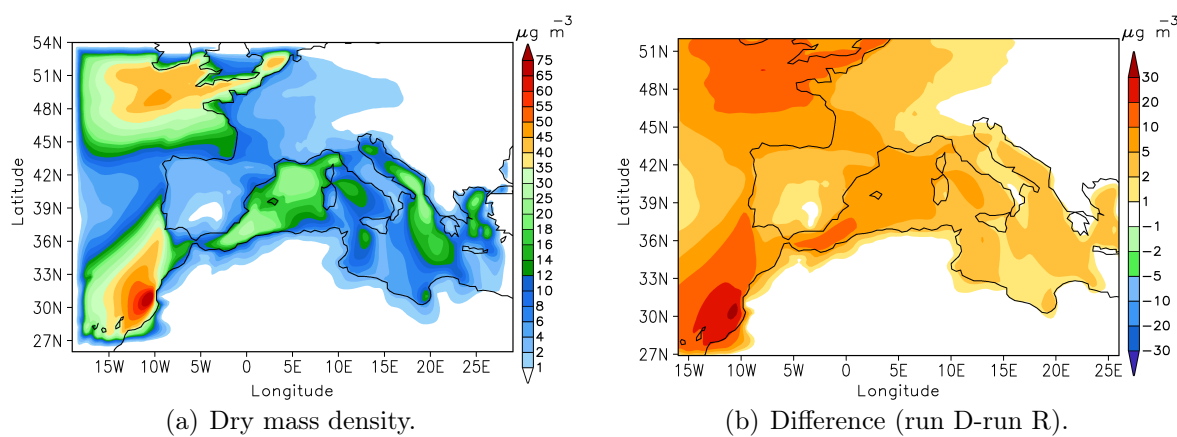 μg m⁻³
54N
51N
48N
45N
42N
39N
36N
33N
30N
27N
Latitude
15W 10W 5W 0 5E 10E 15E 20E 25E
Longitude
75
65
60
55
50
45
40
35
30
25
20
18
16
14
12
10
8
6
4
2
1
(a) Dry mass density.
μg m⁻³
51N
48N
45N
42N
39N
36N
33N
30N
27N
Latitude
15W 10W 5W 0 5E 10E 15E 20E 25E
Longitude
30
20
10
5
2
1
−1
−2
−5
−10
−20
−30
(b) Difference (run D-run R).